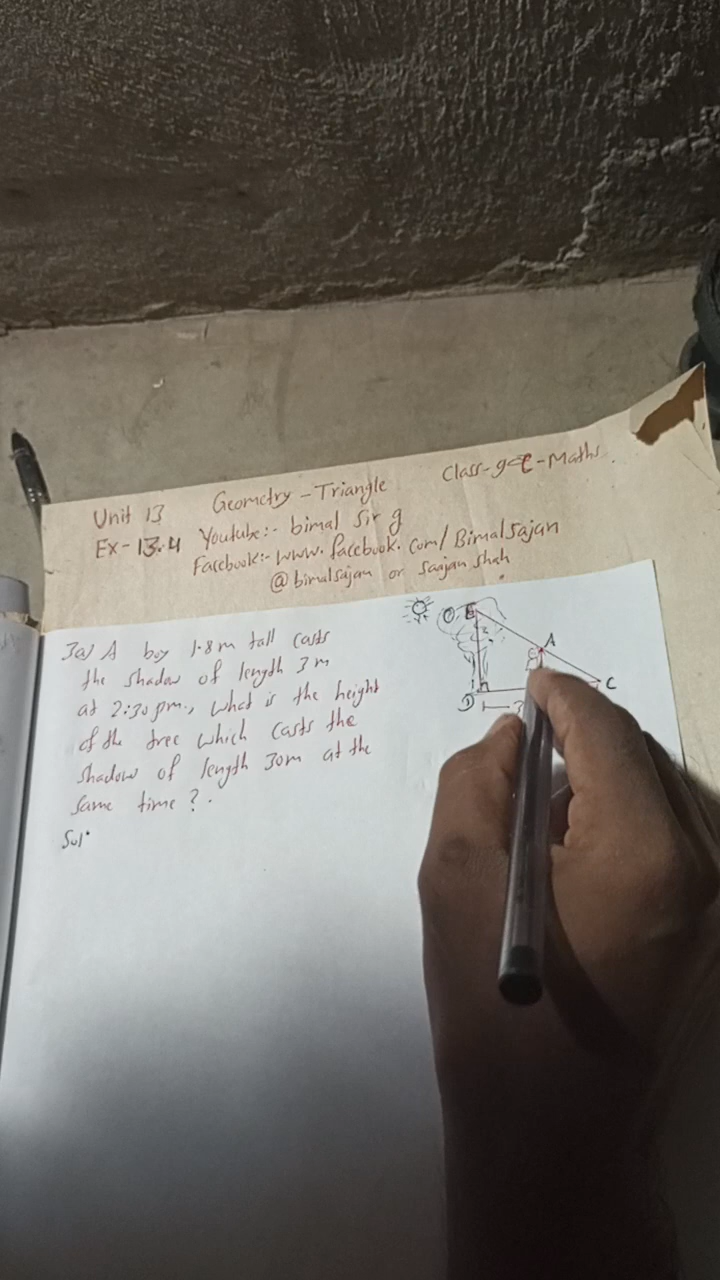 Unit 13 Geometry - Triangle Class-9 - Maths.
Ex - 13.4 Youtube:- bimal sir g
Facebook:- www.facebook.com/Bimalsajan
@bimalsajan or sajan shah
3a) A boy 1.8m tall casts
the shadow of length 3m
at 2:30 pm., what is the height
of the tree which casts the
shadow of length 30m at the
same time?.
Sol.
A
C
D
3